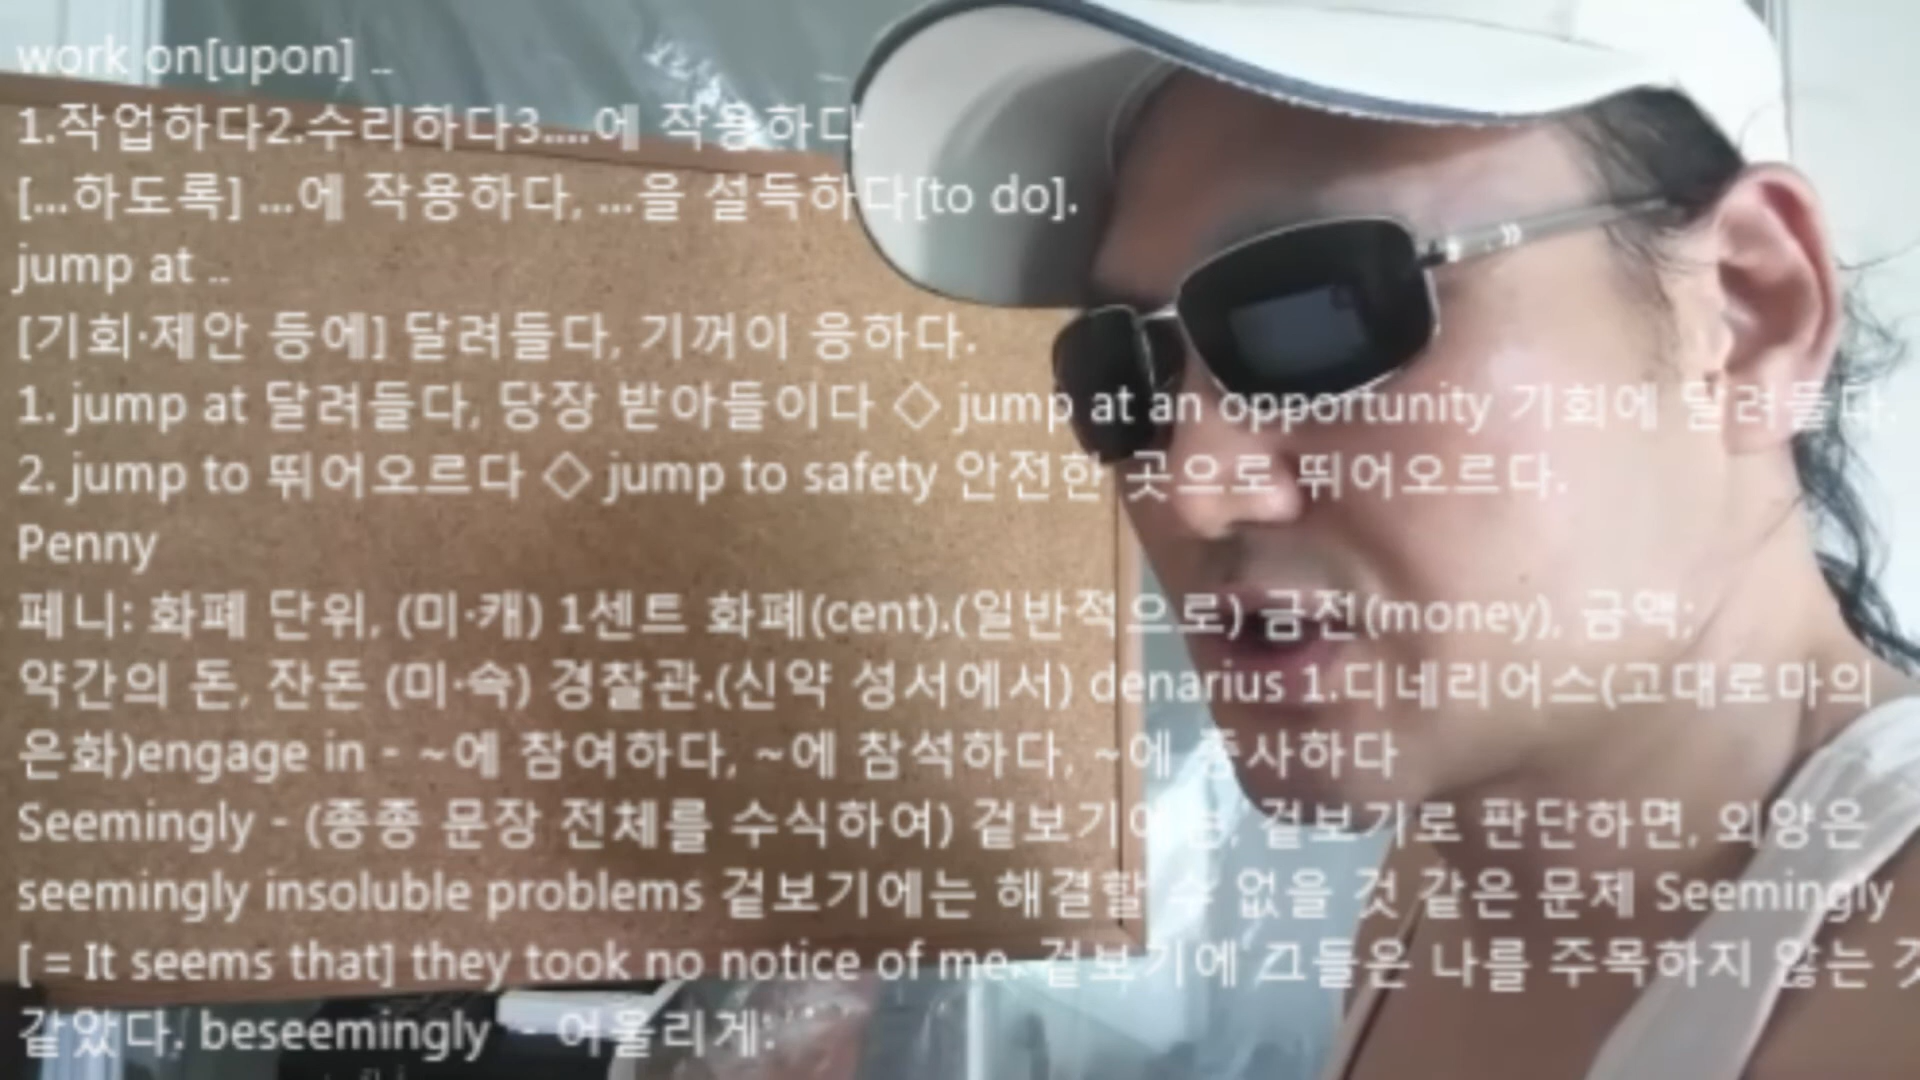 work on[upon] ..
1.작업하다2.수리하다3....에 작용하다
[...하도록] ...에 작용하다, ...을 설득하다[to do].
jump at ..
[기회·제안 등에] 달려들다, 기꺼이 응하다.
1. jump at 달려들다, 당장 받아들이다 ◇ jump at an opportunity 기회에 달려들다.
2. jump to 뛰어오르다 ◇ jump to safety 안전한 곳으로 뛰어오르다.
Penny
페니: 화폐 단위, (미·캐) 1센트 화폐(cent).(일반적으로) 금전(money), 금액;
약간의 돈, 잔돈 (미·속) 경찰관.(신약 성서에서) denarius 1.디네리어스(고대로마의
은화)engage in - ~에 참여하다, ~에 참석하다, ~에 종사하다
Seemingly - (종종 문장 전체를 수식하여) 겉보기에는, 겉보기로 판단하면, 외양은
seemingly insoluble problems 겉보기에는 해결할 수 없을 것 같은 문제 Seemingly
[ = It seems that] they took no notice of me. 겉보기에 그들은 나를 주목하지 않는 것
같았다. beseemingly - 어울리게: